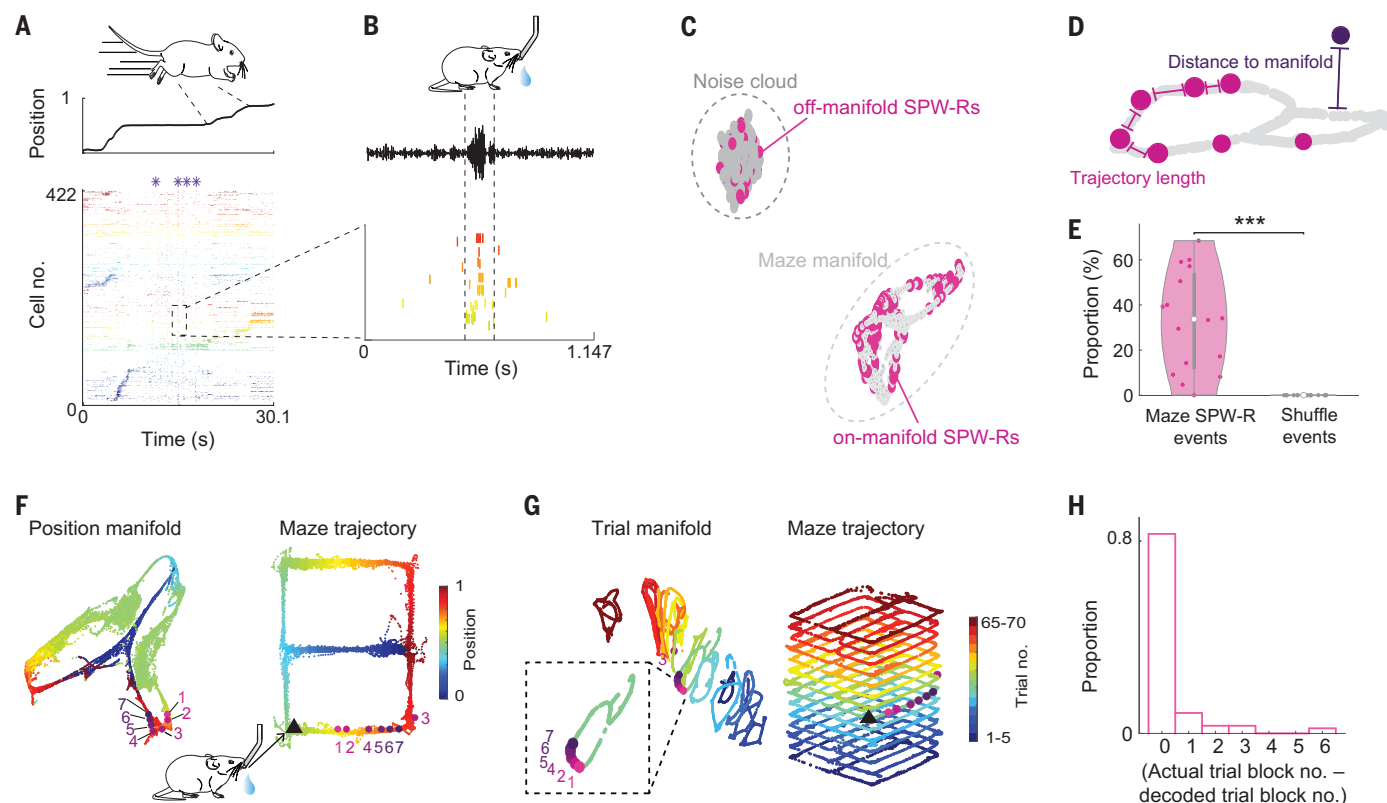 A
Position
1
422
Cell no.
0
0
30.1
Time (s)
B
0
1.147
Time (s)
C
Noise cloud
off-manifold SPW-Rs
Maze manifold
on-manifold SPW-Rs
D
Distance to manifold
Trajectory length
E
***
Proportion (%)
60
40
20
0
Maze SPW-R
events
Shuffle
events
F
Position manifold
Maze trajectory
7
6
5
4
1
2
3
1
Position
0
3
1 2 4 5 6 7
G
Trial manifold
Maze trajectory
3
7
6
5
4
2
1
65-70
Trial no.
1-5
H
Proportion
0.8
0
0 1 2 3 4 5 6
(Actual trial block no. –
decoded trial block no.)